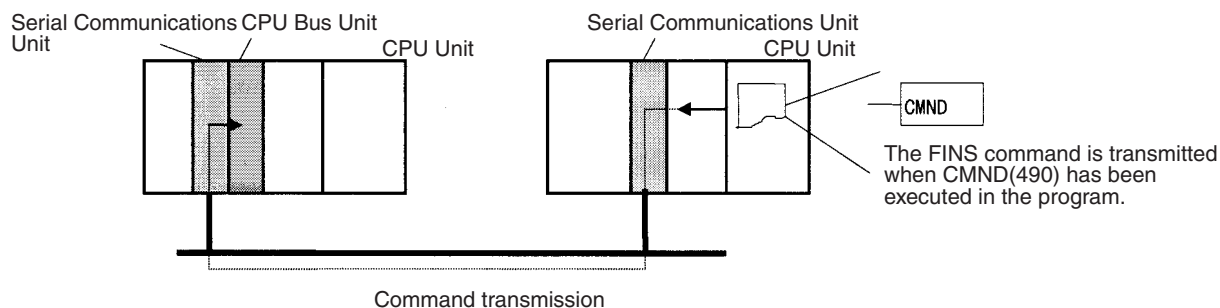 Serial Communications CPU Bus Unit
Unit
CPU Unit
Serial Communications Unit
CPU Unit
CMND
The FINS command is transmitted
when CMND(490) has been
executed in the program.
Command transmission